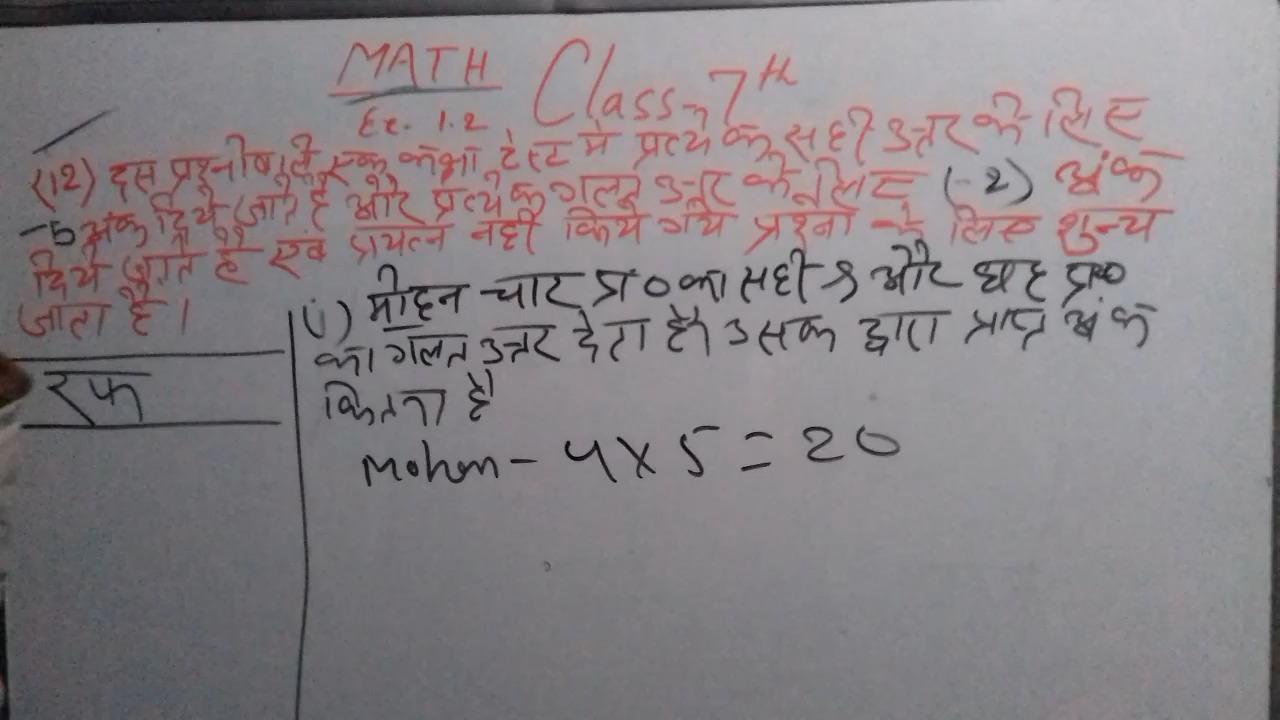 MATH Class-7th
Ex. 1.2
(12) दस प्रश्नो वाले एक कक्षा टेस्ट मे प्रत्येक सही उत्तर के लिए
-5 अंक दिये जाते है और प्रत्येक गलत उत्तर के लिए (-2) अंक
दिये जाते है एवं प्रयत्न नही किये गये प्रश्नो के लिए शुन्य
जाता है।
(i) मोहन चार प्र० का सही और छह प्र०
का गलत उत्तर देता है। उसक द्वारा प्राप्त अंक
कितना है
रफ
Mohan - 4 x 5 = 20